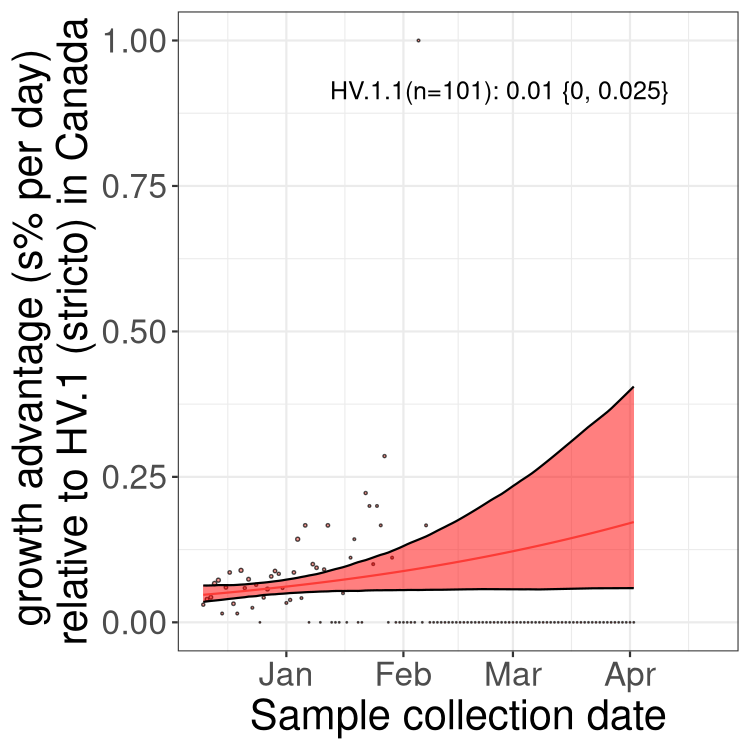 growth advantage (s% per day)
relative to HV.1 (stricto) in Canada
1.00
0.75
0.50
0.25
0.00
HV.1.1(n=101): 0.01 {0, 0.025}
Jan Feb Mar Apr
Sample collection date